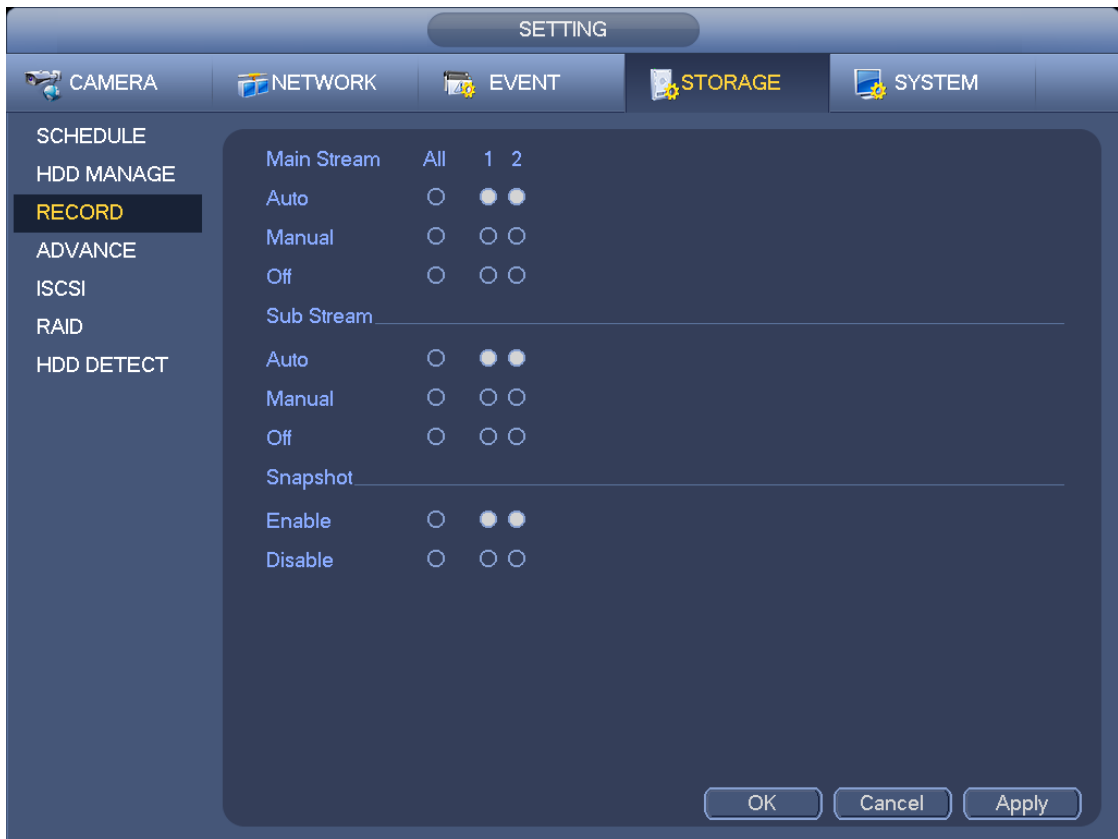 SETTING
CAMERA NETWORK EVENT STORAGE SYSTEM
SCHEDULE
HDD MANAGE
RECORD
ADVANCE
ISCSI
RAID
HDD DETECT
Main Stream All 1 2
Auto
Manual
Off
Sub Stream
Auto
Manual
Off
Snapshot
Enable
Disable
OK Cancel Apply